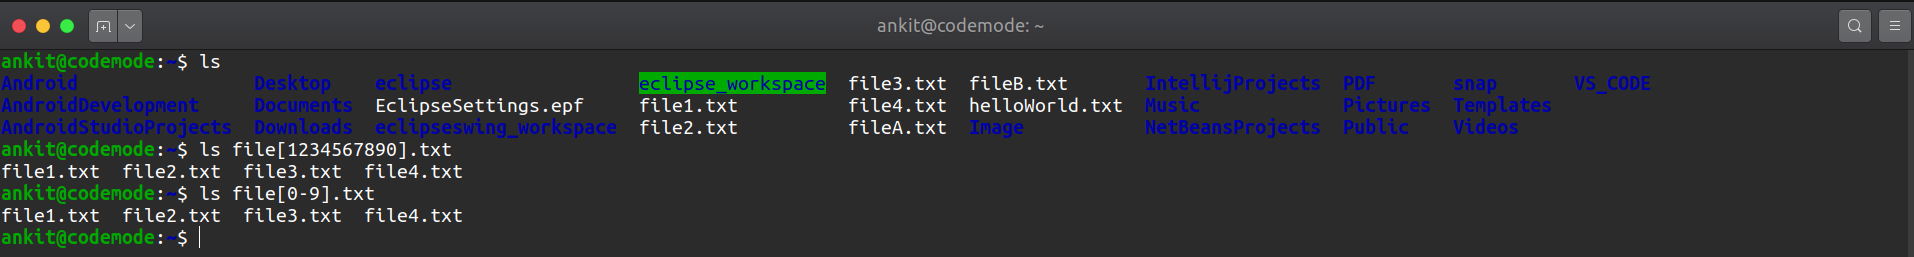 ankit@codemode: ~
ankit@codemode:~$ ls
Android Desktop eclipse eclipse_workspace file3.txt fileB.txt IntellijProjects PDF snap VS_CODE
AndroidDevelopment Documents EclipseSettings.epf file1.txt file4.txt helloWorld.txt Music Pictures Templates
AndroidStudioProjects Downloads eclipseswing_workspace file2.txt fileA.txt Image NetBeansProjects Public Videos
ankit@codemode:~$ ls file[1234567890].txt
file1.txt file2.txt file3.txt file4.txt
ankit@codemode:~$ ls file[0-9].txt
file1.txt file2.txt file3.txt file4.txt
ankit@codemode:~$